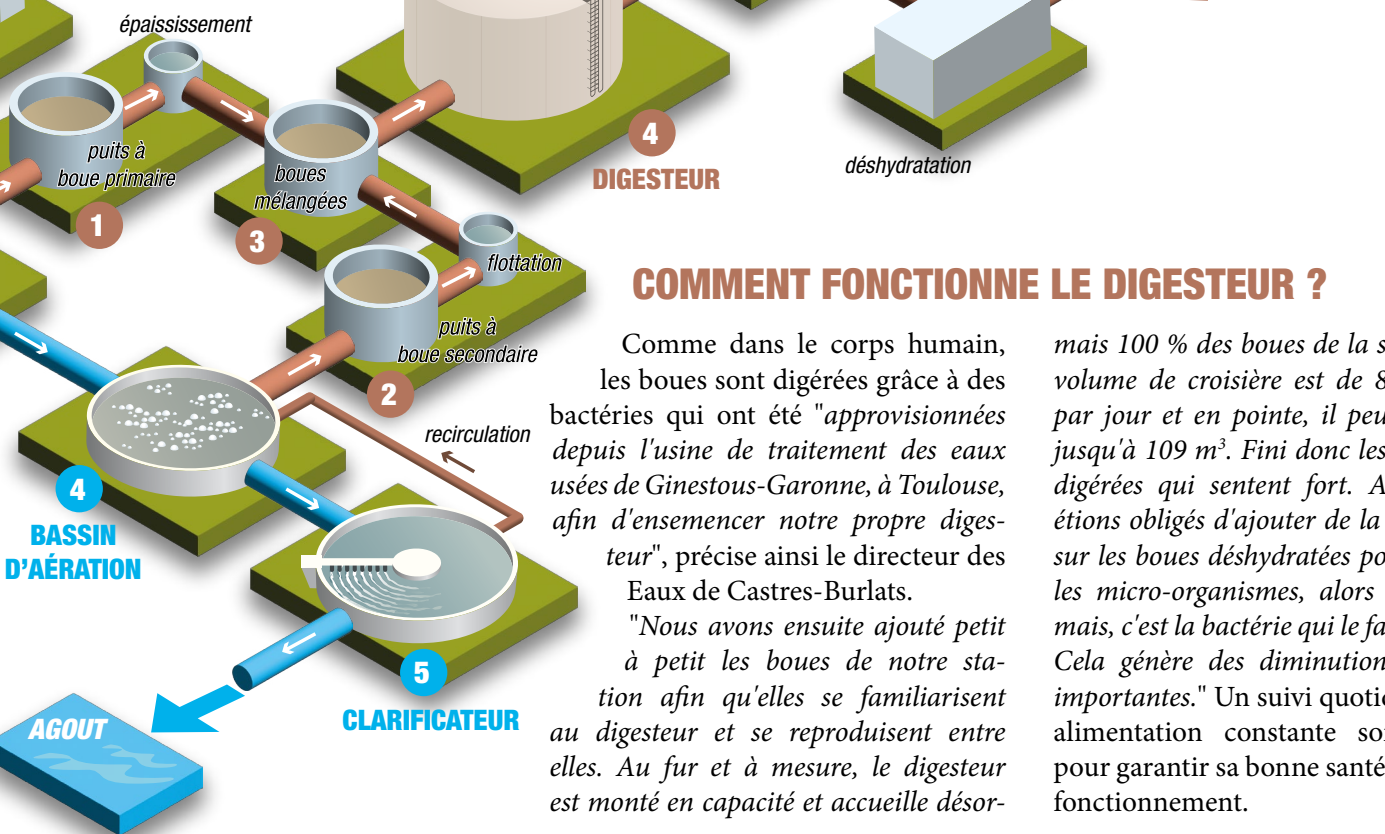 épaississement
puits à
boue primaire
1
boues
mélangées
3
4
DIGESTEUR
déshydratation
flottation
puits à
boue secondaire
2
recirculation
4
BASSIN
D'AÉRATION
5
CLARIFICATEUR
AGOUT
COMMENT FONCTIONNE LE DIGESTEUR ?
Comme dans le corps humain,
les boues sont digérées grâce à des
bactéries qui ont été "approvisionnées
depuis l'usine de traitement des eaux
usées de Ginestous-Garonne, à Toulouse,
afin d'ensemencer notre propre diges-
teur", précise ainsi le directeur des
Eaux de Castres-Burlats.
"Nous avons ensuite ajouté petit
à petit les boues de notre sta-
tion afin qu'elles se familiarisent
au digesteur et se reproduisent entre
elles. Au fur et à mesure, le digesteur
est monté en capacité et accueille désor-
mais 100 % des boues de la s
volume de croisière est de 8
par jour et en pointe, il peu
jusqu'à 109 m³. Fini donc les
digérées qui sentent fort. A
étions obligés d'ajouter de la
sur les boues déshydratées po
les micro-organismes, alors
mais, c'est la bactérie qui le fa
Cela génère des diminution
importantes." Un suivi quoti
alimentation constante so
pour garantir sa bonne santé
fonctionnement.